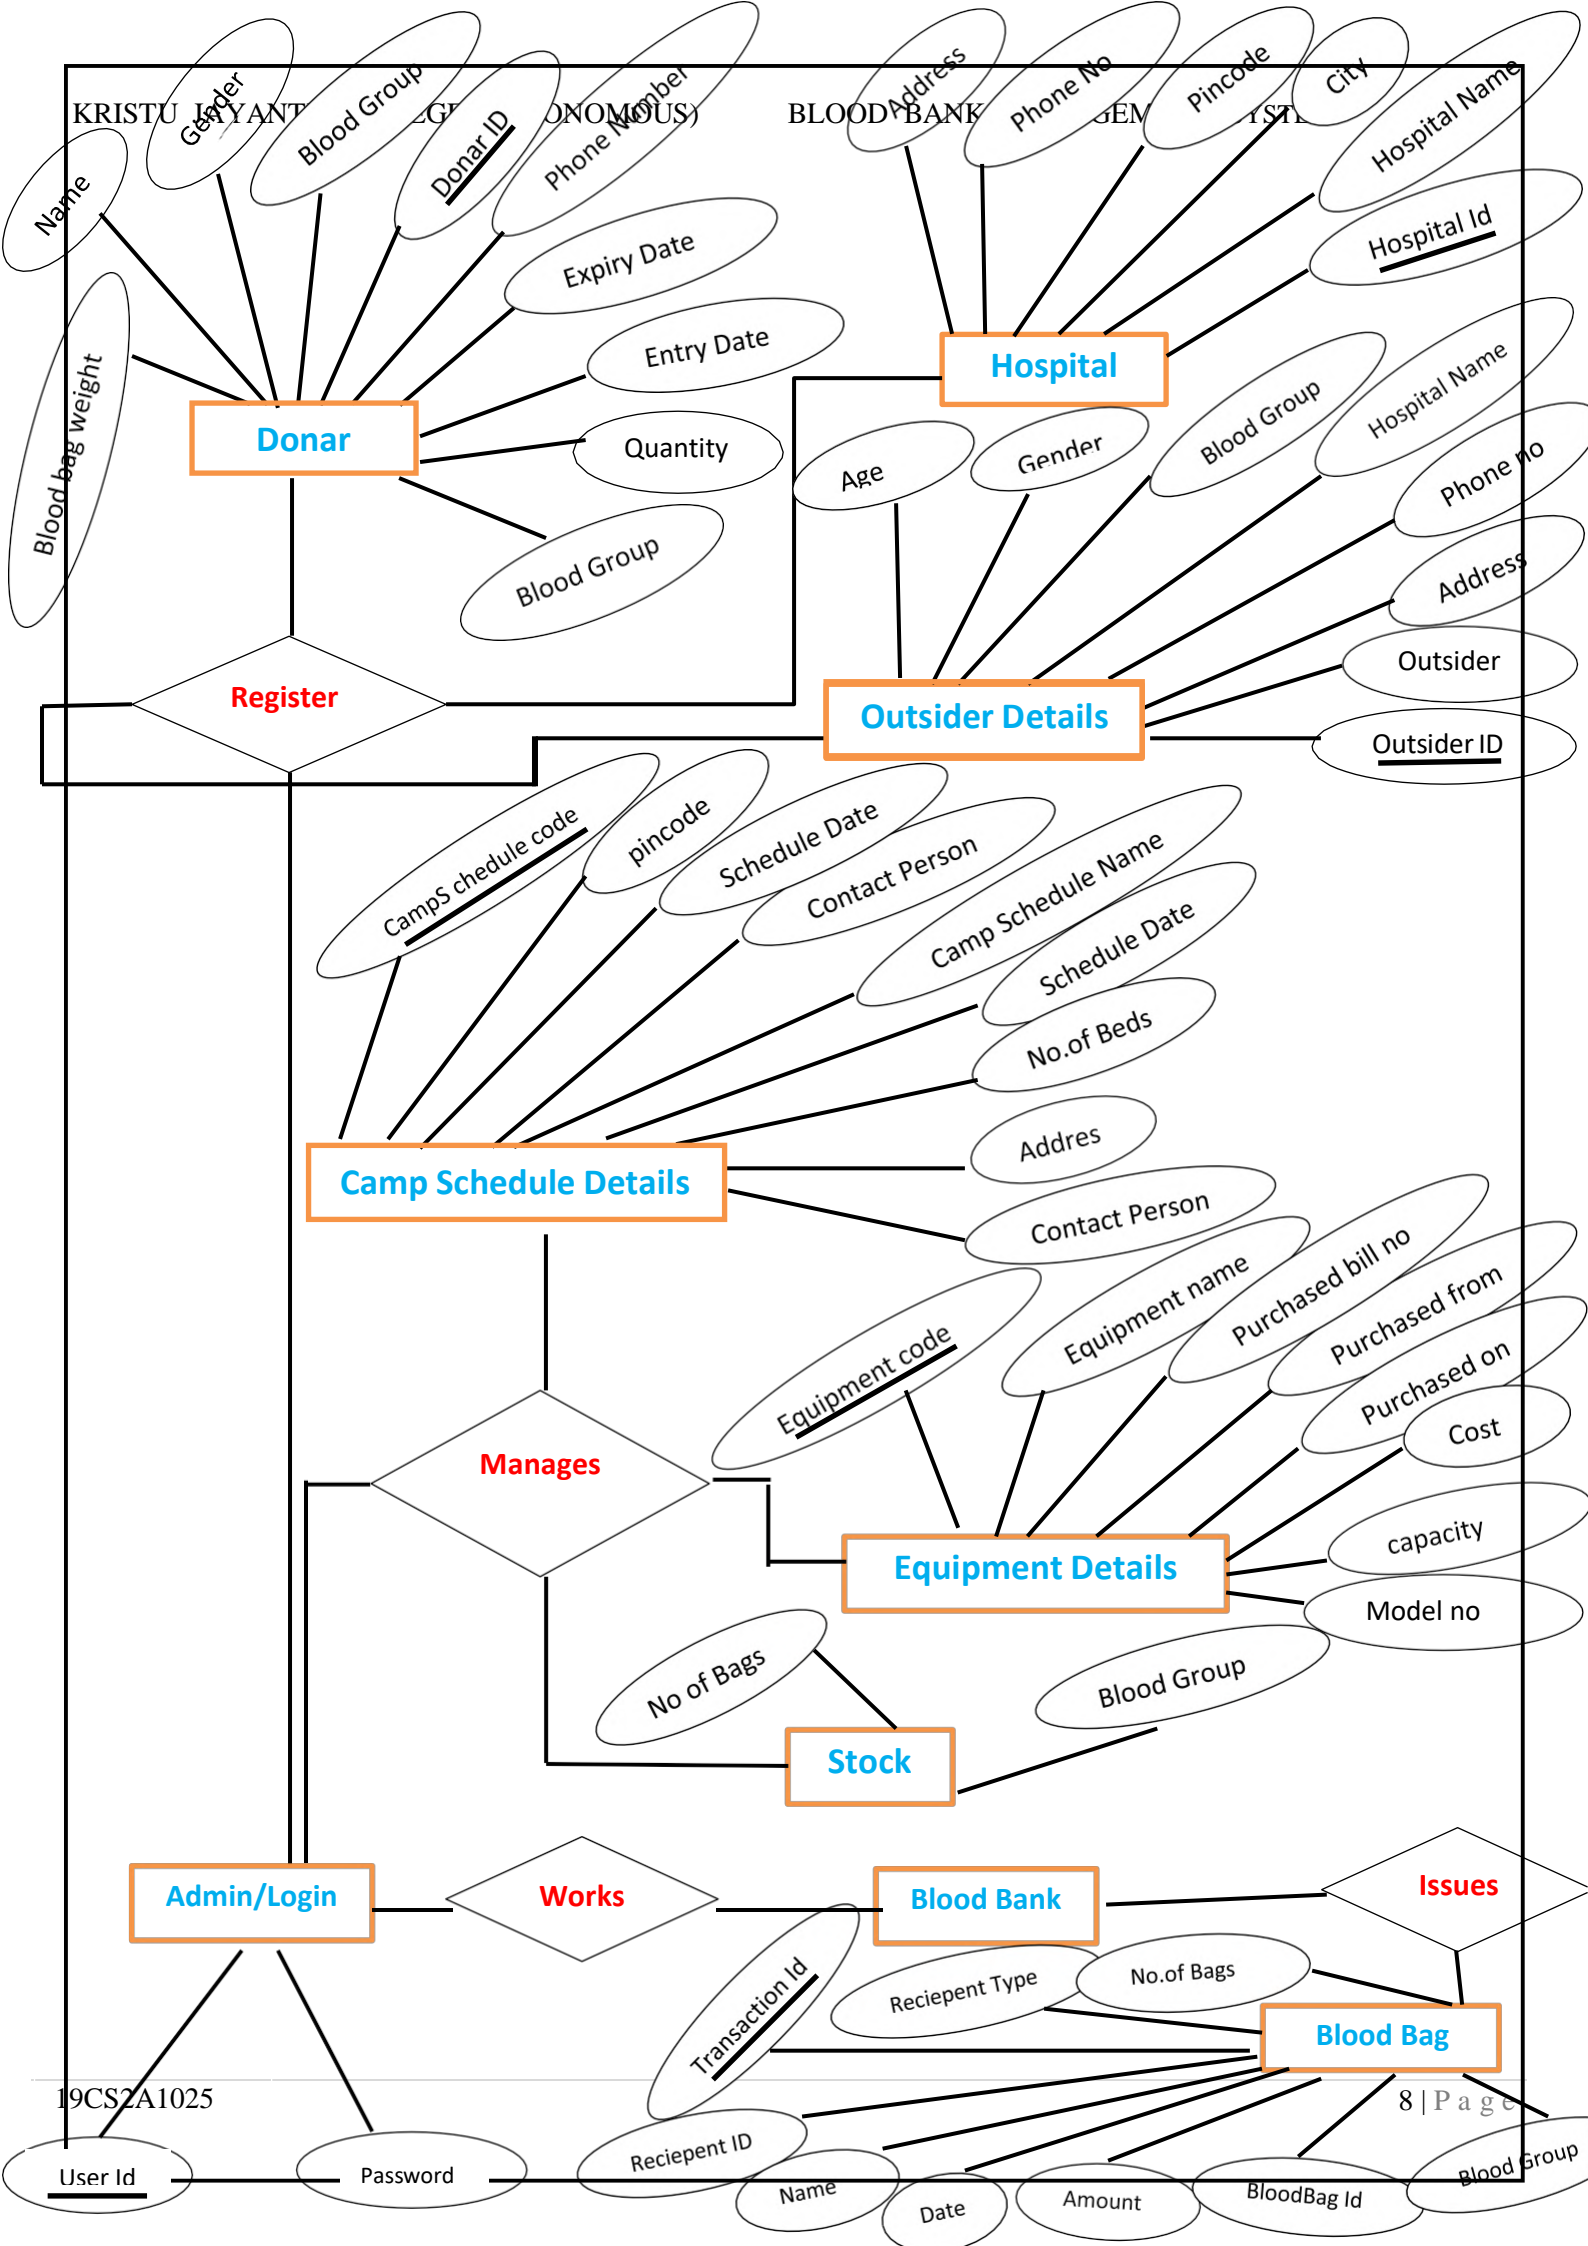 KRISTU JAYANTI
BLOOD BANK
Name
Gender
Blood Group
Donar ID
Phone Number
Address
Phone No
Pincode
City
Hospital Name
Hospital Id
Expiry Date
Entry Date
Quantity
Blood Group
Blood bag weight
Donar
Hospital
Age
Gender
Blood Group
Hospital Name
Phone no
Address
Outsider
Outsider ID
Register
Outsider Details
CampS chedule code
pincode
Schedule Date
Contact Person
Camp Schedule Name
Schedule Date
No.of Beds
Addres
Contact Person
Camp Schedule Details
Equipment code
Equipment name
Purchased bill no
Purchased from
Purchased on
Cost
capacity
Model no
Manages
Equipment Details
No of Bags
Blood Group
Stock
Admin/Login
Works
Blood Bank
Issues
Transaction Id
Reciepent Type
No.of Bags
Blood Bag
19CS2A1025
8 | Page
User Id
Password
Reciepent ID
Name
Date
Amount
BloodBag Id
Blood Group